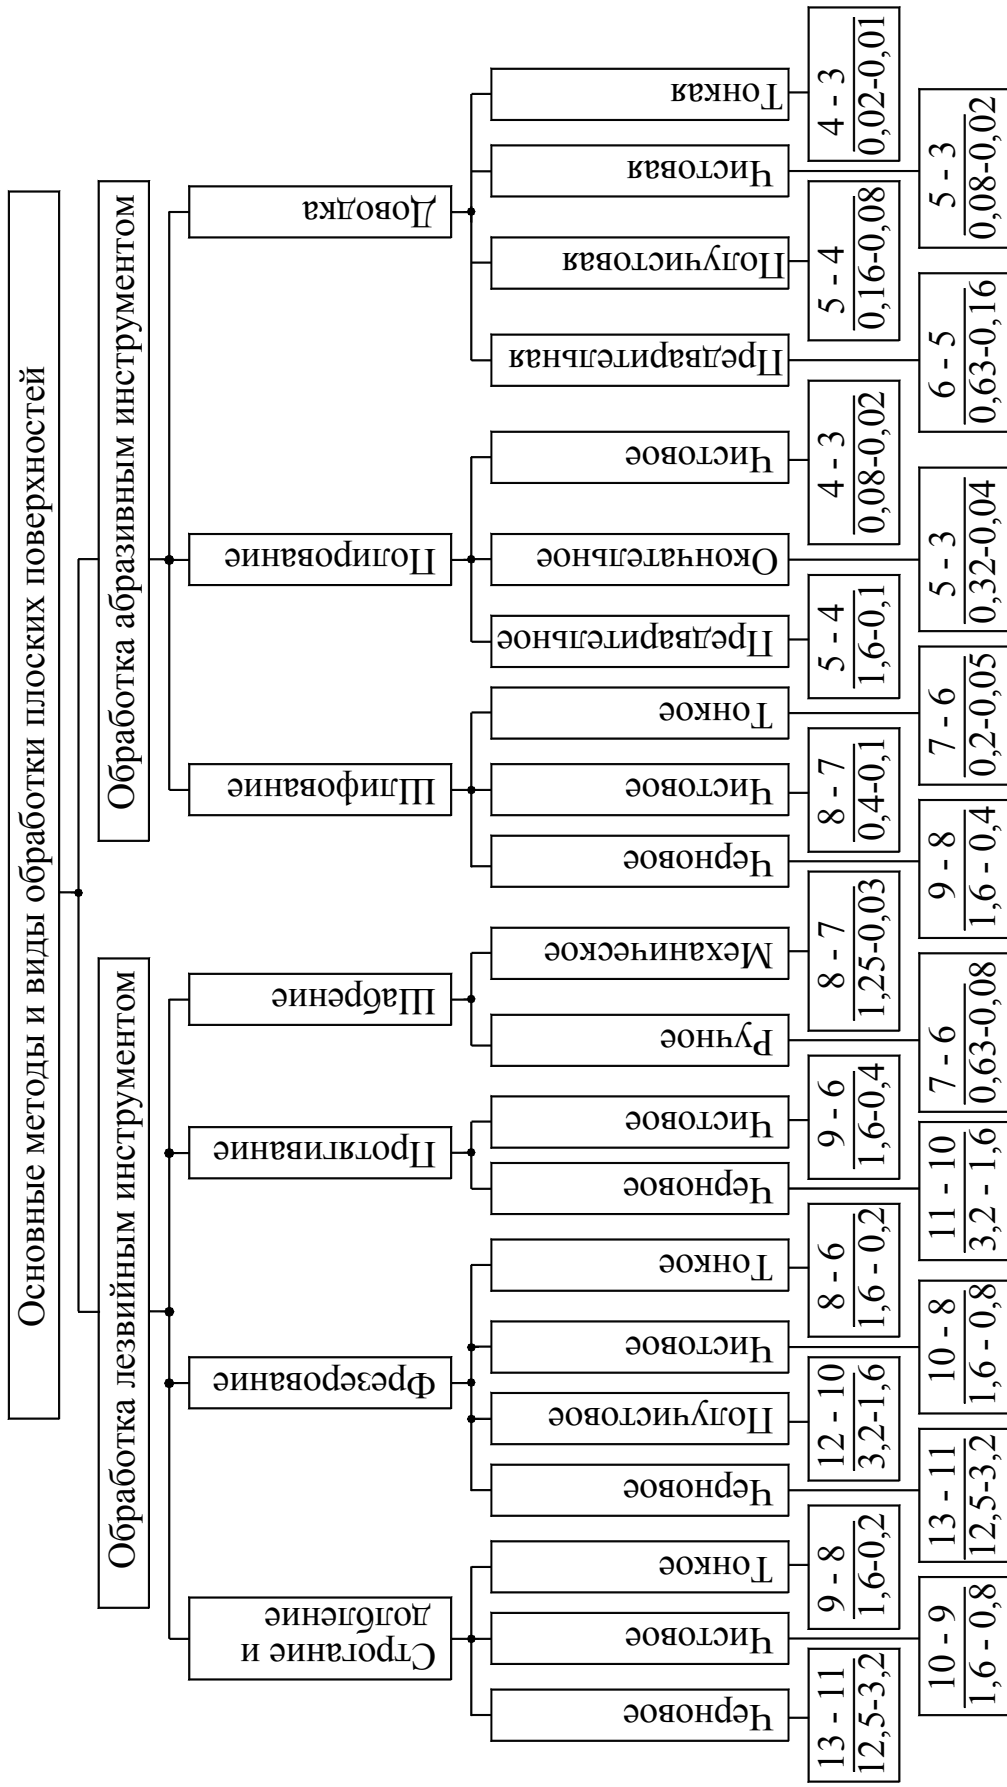 Основные методы и виды обработки плоских поверхностей
Обработка лезвийным инструментом
Обработка абразивным инструментом
Строгание и
долбление
Фрезерование
Протягивание
Шабрение
Шлифование
Полирование
Доводка
Черновое
Чистовое
Тонкое
Черновое
Получистовое
Чистовое
Тонкое
Черновое
Чистовое
Ручное
Механическое
Черновое
Чистовое
Тонкое
Предварительное
Окончательное
Чистовое
Предварительная
Получистовая
Чистовая
Тонкая
13 - 11
12,5-3,2
9 - 8
1,6-0,2
12 - 10
3,2-1,6
8 - 6
1,6 - 0,2
9 - 6
1,6-0,4
8 - 7
1,25-0,03
8 - 7
0,4-0,1
5 - 4
1,6-0,1
4 - 3
0,08-0,02
5 - 4
0,16-0,08
4 - 3
0,02-0,01
10 - 9
1,6 - 0,8
13 - 11
12,5-3,2
10 - 8
1,6 - 0,8
11 - 10
3,2 - 1,6
7 - 6
0,63-0,08
9 - 8
1,6 - 0,4
7 - 6
0,2-0,05
5 - 3
0,32-0,04
6 - 5
0,63-0,16
5 - 3
0,08-0,02